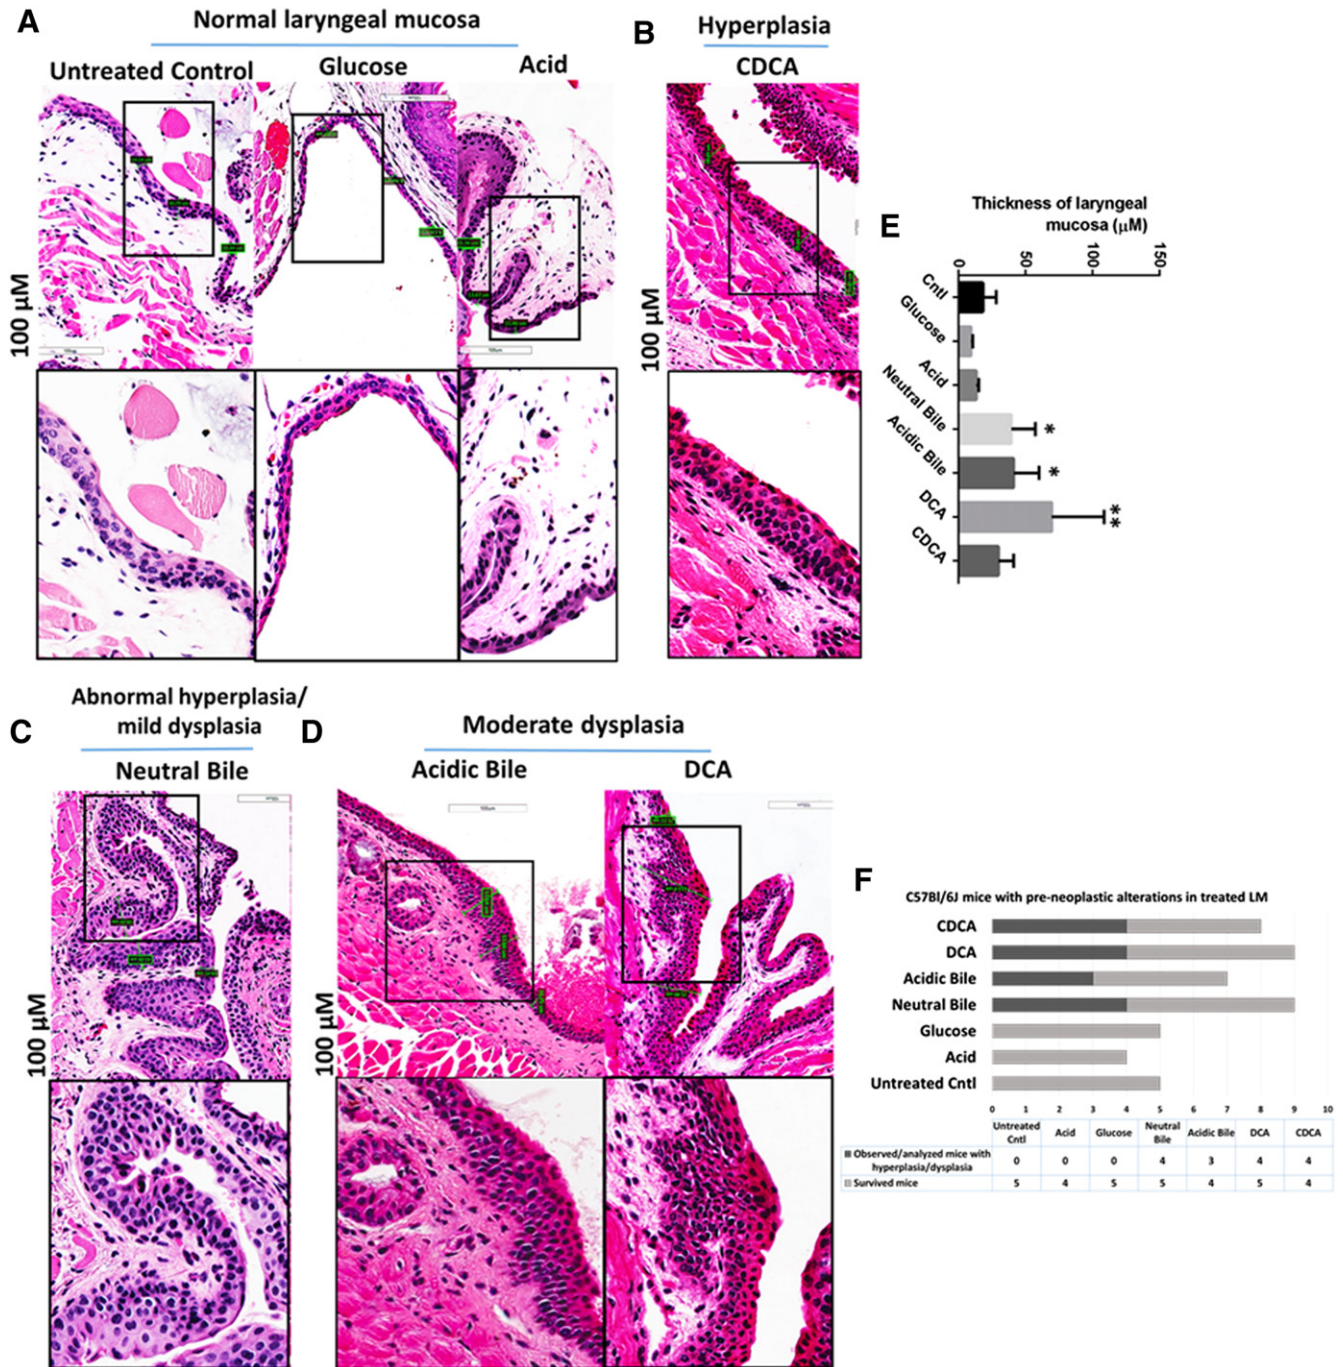 A
Normal laryngeal mucosa
Untreated Control
Glucose
Acid
100 µM
B
Hyperplasia
CDCA
100 µM
E
Thickness of laryngeal
mucosa (µM)
0
50
100
150
Cntl
Glucose
Acid
Neutral Bile
Acidic Bile
DCA
CDCA
*
*
**
C
Abnormal hyperplasia/
mild dysplasia
Neutral Bile
100 µM
D
Moderate dysplasia
Acidic Bile
DCA
100 µM
100µm
F
C57Bl/6J mice with pre-neoplastic alterations in treated LM
CDCA
DCA
Acidic Bile
Neutral Bile
Glucose
Acid
Untreated Cntl
0 1 2 3 4 5 6 7 8 9 10
Untreated Cntl Acid Glucose Neutral Bile Acidic Bile DCA CDCA
Observed/analyzed mice with hyperplasia/dysplasia 0 0 0 4 3 4 4
Survived mice 5 4 5 5 4 5 4